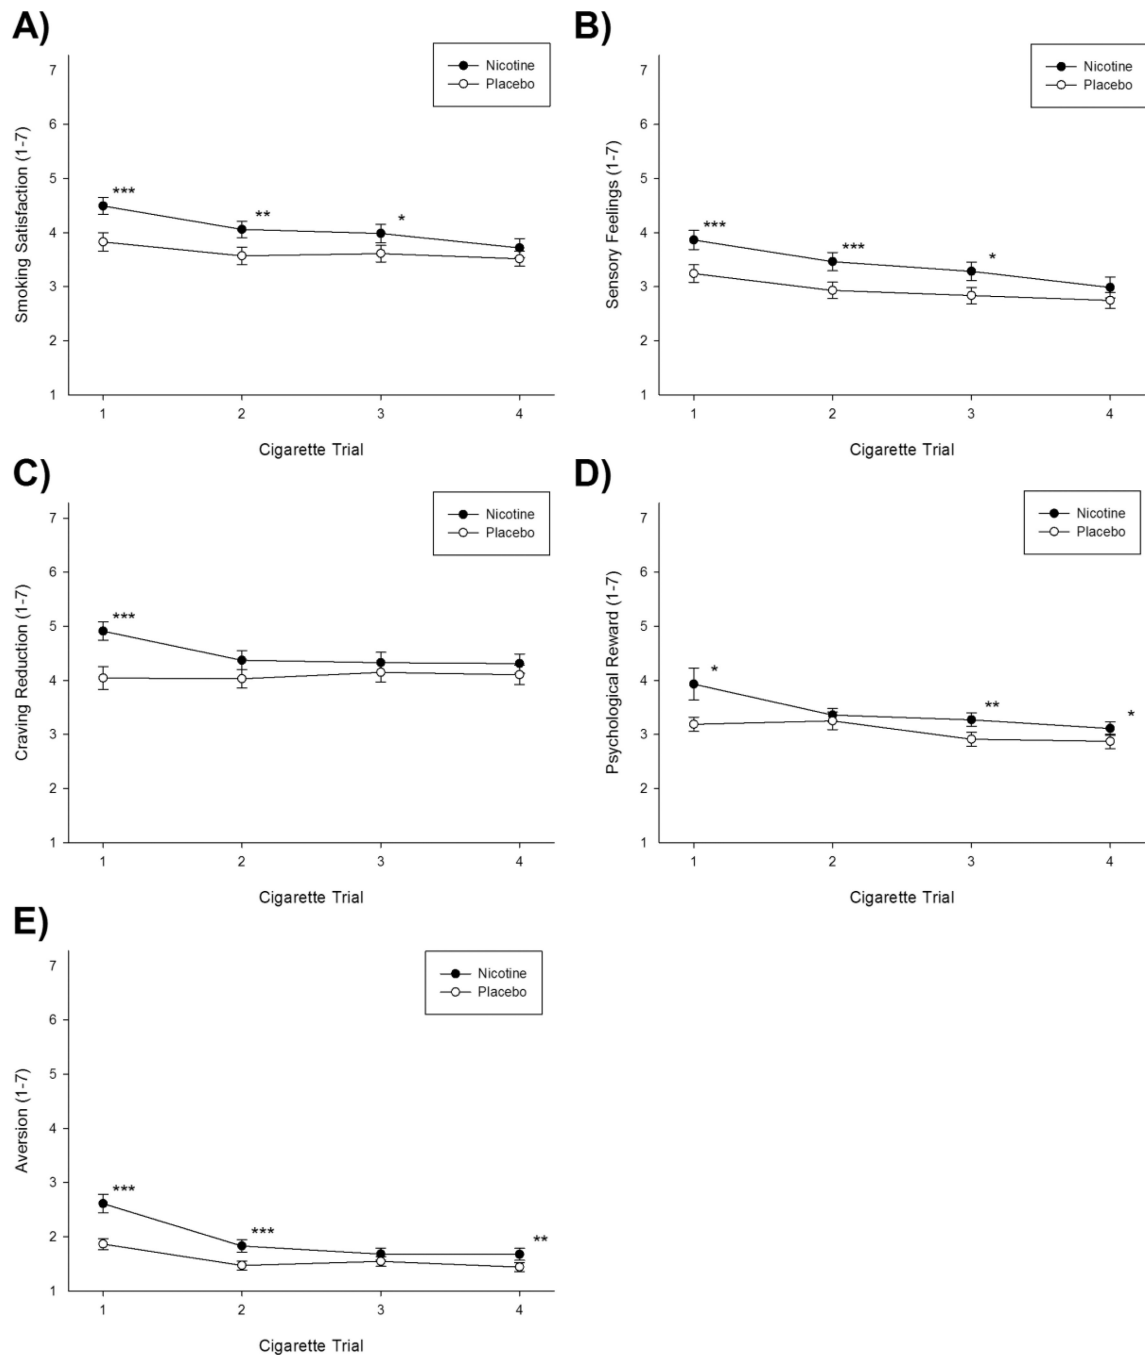 A)
Nicotine
Placebo
7
6
5
4
3
2
1
***
**
*
Smoking Satisfaction (1-7)
1 2 3 4
Cigarette Trial
B)
Nicotine
Placebo
7
6
5
4
3
2
1
***
***
*
Sensory Feelings (1-7)
1 2 3 4
Cigarette Trial
C)
Nicotine
Placebo
7
6
5
4
3
2
1
***
Craving Reduction (1-7)
1 2 3 4
Cigarette Trial
D)
Nicotine
Placebo
7
6
5
4
3
2
1
*
**
*
Psychological Reward (1-7)
1 2 3 4
Cigarette Trial
E)
Nicotine
Placebo
7
6
5
4
3
2
1
***
***
**
Aversion (1-7)
1 2 3 4
Cigarette Trial